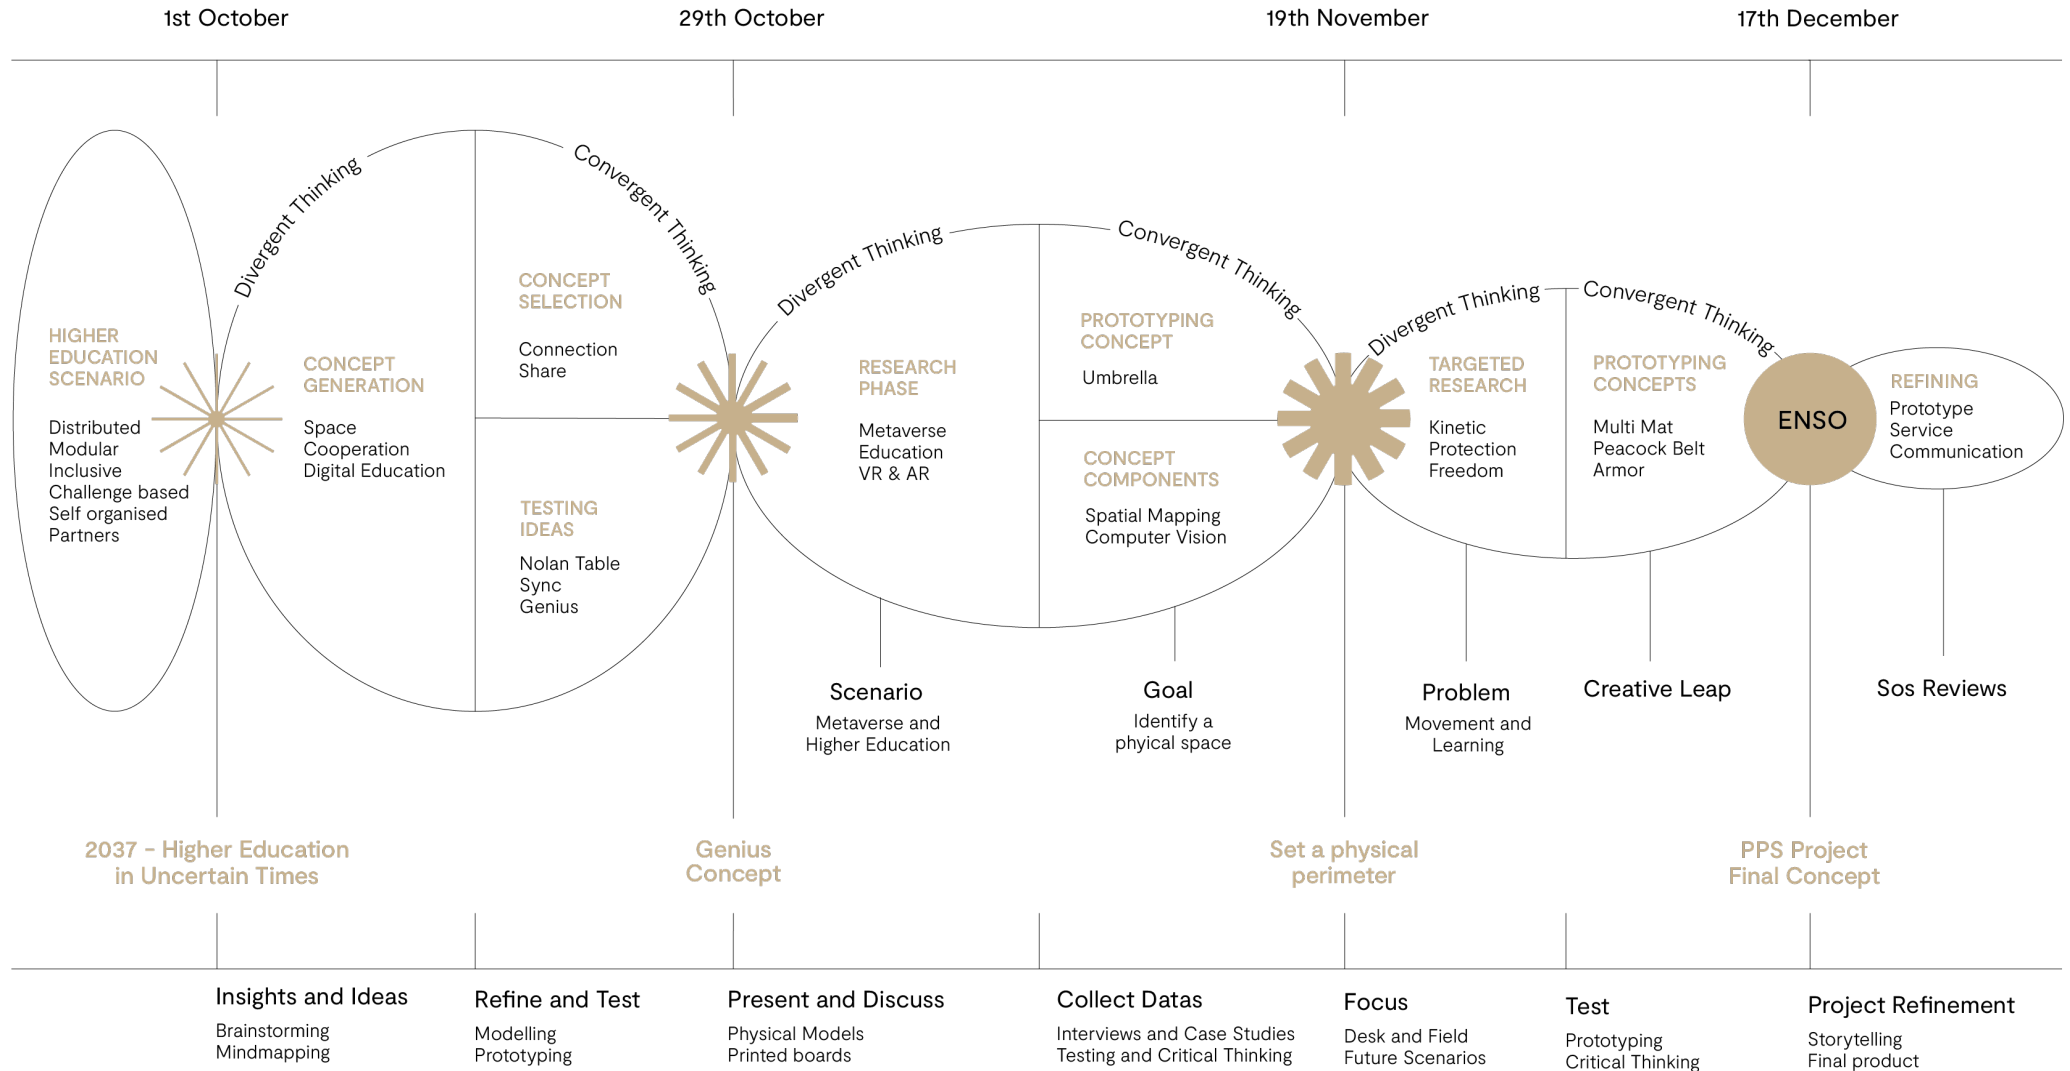 1st October
29th October
19th November
17th December
Divergent Thinking
Convergent Thinking
Divergent Thinking
Convergent Thinking
Divergent Thinking
Convergent Thinking
HIGHER
EDUCATION
SCENARIO
Distributed
Modular
Inclusive
Challenge based
Self organised
Partners
CONCEPT
GENERATION
Space
Cooperation
Digital Education
CONCEPT
SELECTION
Connection
Share
TESTING
IDEAS
Nolan Table
Sync
Genius
RESEARCH
PHASE
Metaverse
Education
VR & AR
PROTOTYPING
CONCEPT
Umbrella
CONCEPT
COMPONENTS
Spatial Mapping
Computer Vision
TARGETED
RESEARCH
Kinetic
Protection
Freedom
PROTOTYPING
CONCEPTS
Multi Mat
Peacock Belt
Armor
ENSO
REFINING
Prototype
Service
Communication
Scenario
Metaverse and
Higher Education
Goal
Identify a
phyical space
Problem
Movement and
Learning
Creative Leap
Sos Reviews
2037 - Higher Education
in Uncertain Times
Genius
Concept
Set a physical
perimeter
PPS Project
Final Concept
Insights and Ideas
Brainstorming
Mindmapping
Refine and Test
Modelling
Prototyping
Present and Discuss
Physical Models
Printed boards
Collect Datas
Interviews and Case Studies
Testing and Critical Thinking
Focus
Desk and Field
Future Scenarios
Test
Prototyping
Critical Thinking
Project Refinement
Storytelling
Final product